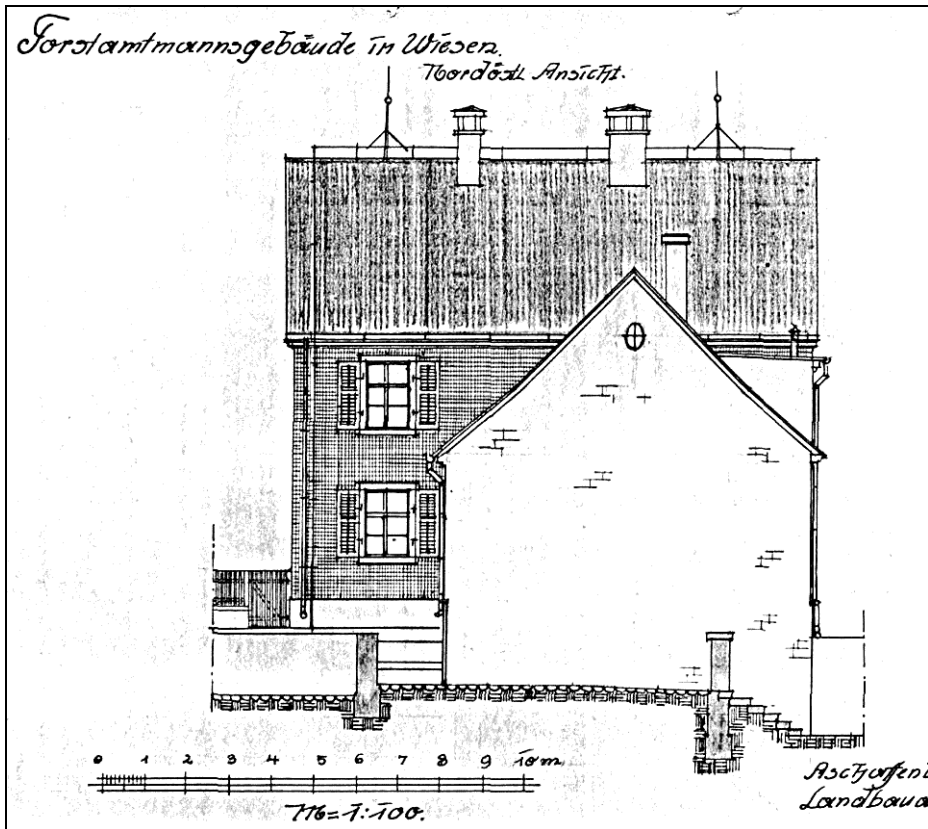 Forstamtmannsgebäude in Wiesen.
Nordöstl. Ansicht.
0 1 2 3 4 5 6 7 8 9 10 m
M=1:100.
Aschaffenb
Landbaua